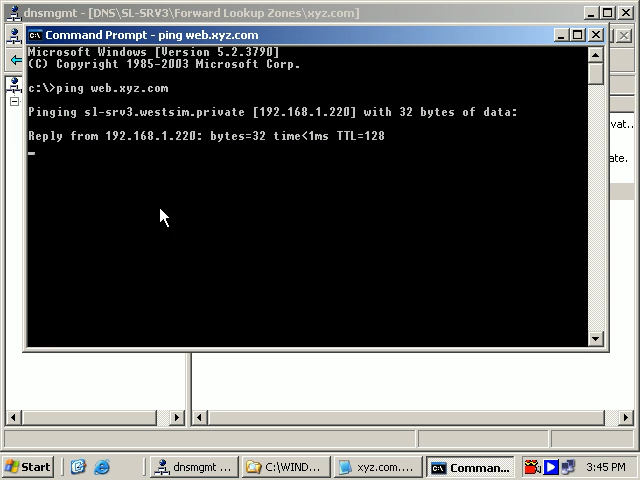 dnsmgmt - [DNS\SL-SRV3\Forward Lookup Zones\xyz.com]
Command Prompt - ping web.xyz.com
Microsoft Windows [Version 5.2.3790]
(C) Copyright 1985-2003 Microsoft Corp.
c:\>ping web.xyz.com
Pinging sl-srv3.westsim.private [192.168.1.220] with 32 bytes of data:
Reply from 192.168.1.220: bytes=32 time<1ms TTL=128
vat..
ate.
Start
dnsmgmt ...
C:\WIND...
xyz.com....
Comman...
3:45 PM